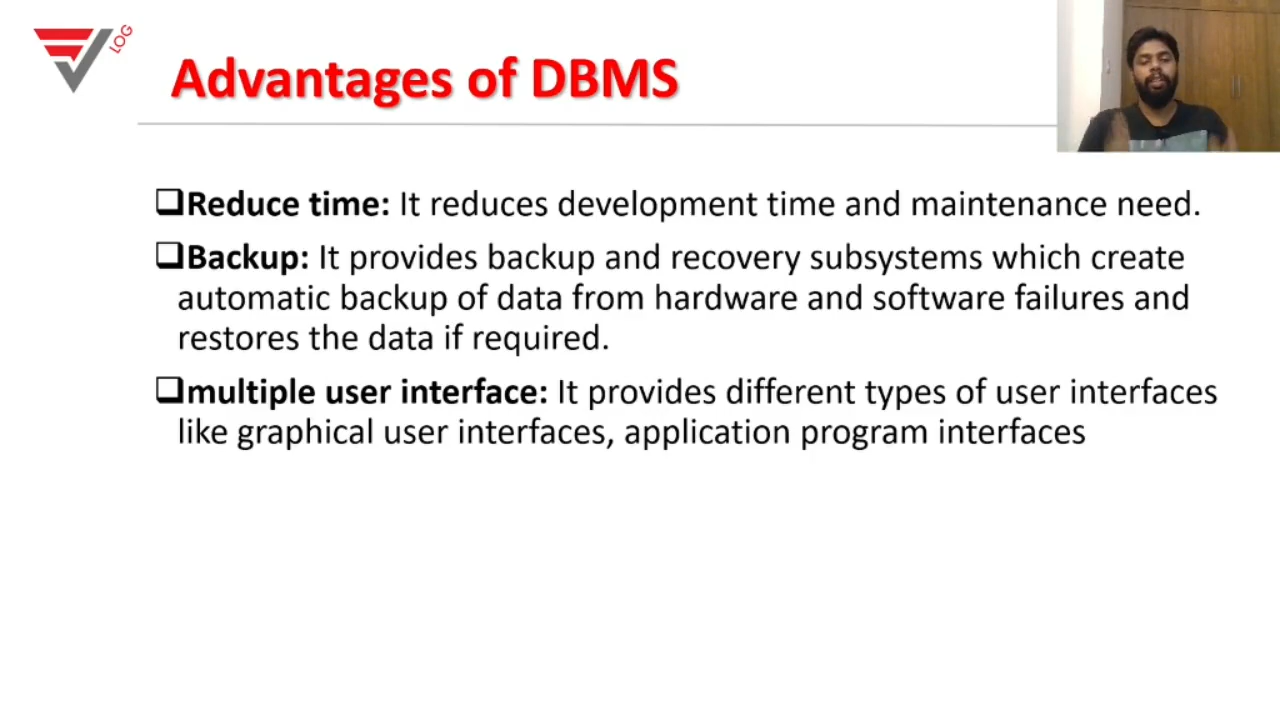 LOG
Advantages of DBMS
Reduce time: It reduces development time and maintenance need.
Backup: It provides backup and recovery subsystems which create
automatic backup of data from hardware and software failures and
restores the data if required.
multiple user interface: It provides different types of user interfaces
like graphical user interfaces, application program interfaces